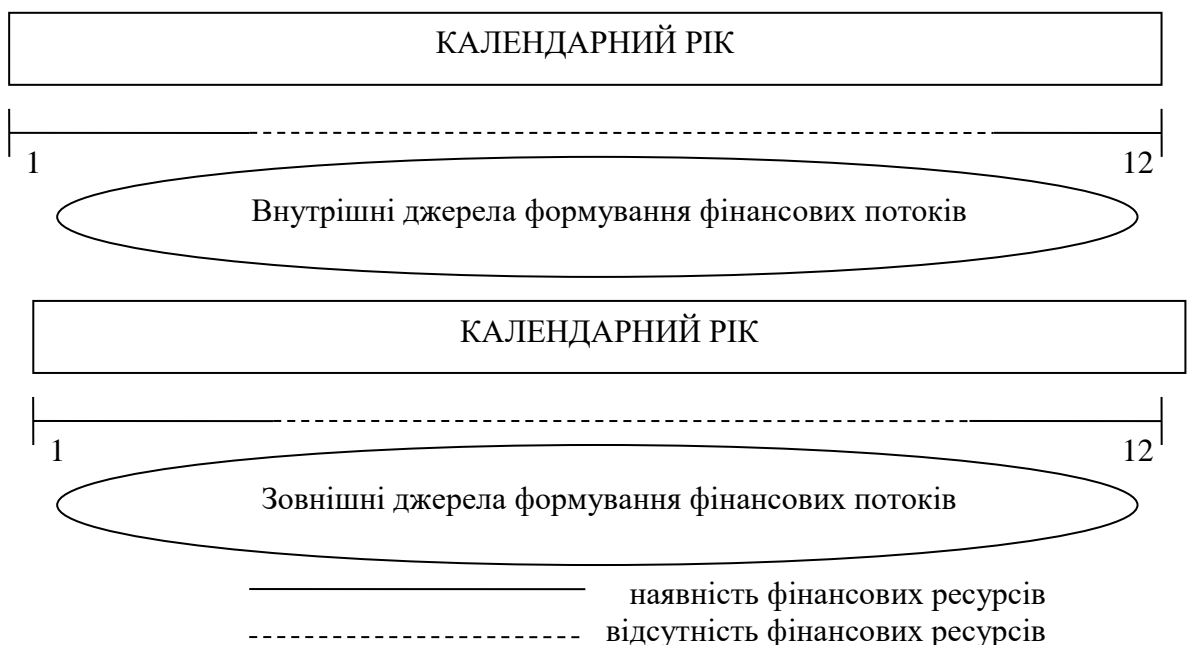 КАЛЕНДАРНИЙ РІК
1 12
Внутрішні джерела формування фінансових потоків
КАЛЕНДАРНИЙ РІК
1 12
Зовнішні джерела формування фінансових потоків
наявність фінансових ресурсів
відсутність фінансових ресурсів